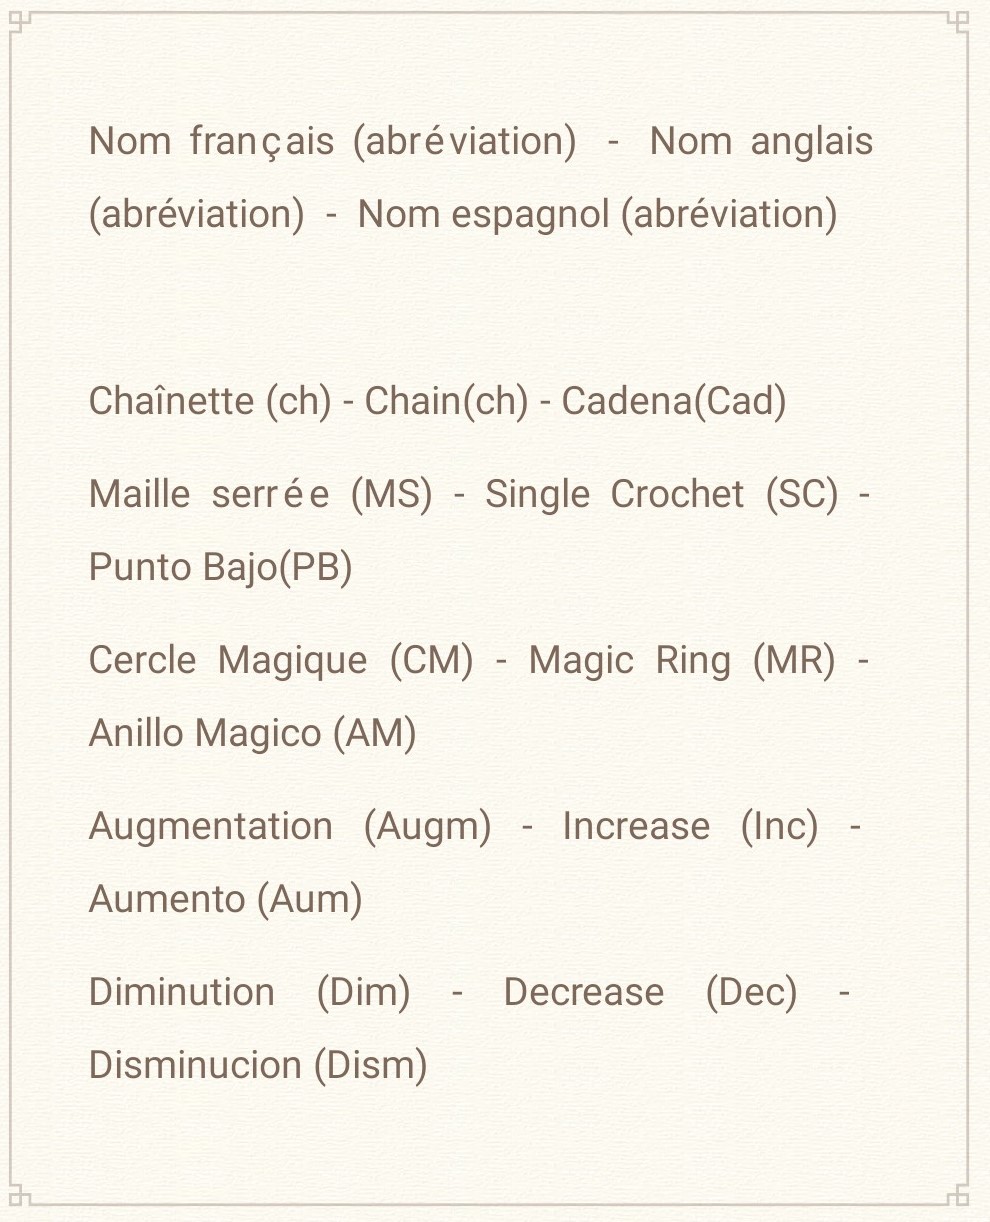 Nom français (abréviation) - Nom anglais
(abréviation) - Nom espagnol (abréviation)
Chaînette (ch) - Chain(ch) - Cadena(Cad)
Maille serrée (MS) - Single Crochet (SC) -
Punto Bajo(PB)
Cercle Magique (CM) - Magic Ring (MR) -
Anillo Magico (AM)
Augmentation (Augm) - Increase (Inc) -
Aumento (Aum)
Diminution (Dim) - Decrease (Dec) -
Disminucion (Dism)